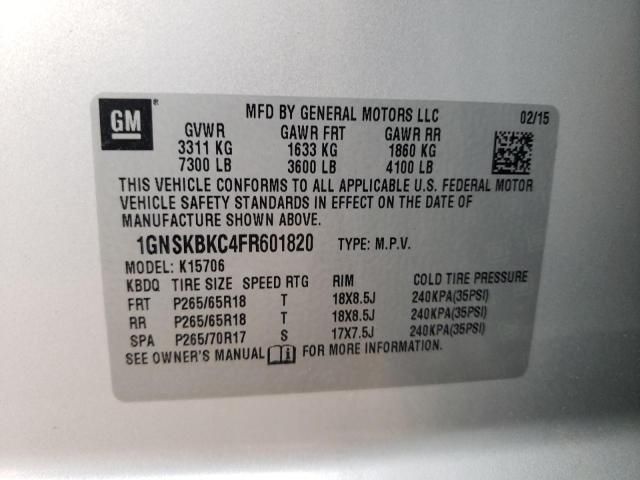 GM
MFD BY GENERAL MOTORS LLC 02/15
GVWR GAWR FRT GAWR RR
3311 KG 1633 KG 1860 KG
7300 LB 3600 LB 4100 LB
THIS VEHICLE CONFORMS TO ALL APPLICABLE U.S. FEDERAL MOTOR
VEHICLE SAFETY STANDARDS IN EFFECT ON THE DATE OF
MANUFACTURE SHOWN ABOVE.
1GNSKBKC4FR601820 TYPE: M.P.V.
MODEL: K15706
KBDQ TIRE SIZE SPEED RTG RIM COLD TIRE PRESSURE
FRT P265/65R18 T 18X8.5J 240KPA(35PSI)
RR P265/65R18 T 18X8.5J 240KPA(35PSI)
SPA P265/70R17 S 17X7.5J 240KPA(35PSI)
SEE OWNER'S MANUAL FOR MORE INFORMATION.